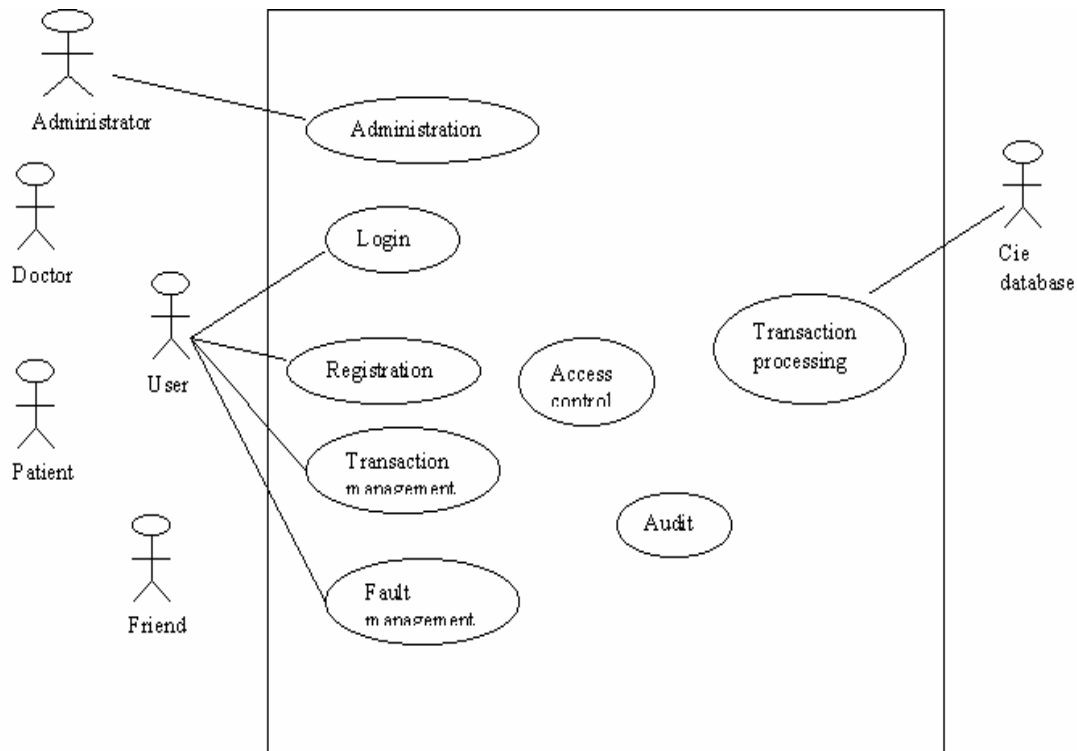 Administrator
Administration
Doctor
Login
Cie
database
User
Registration
Access
control
Transaction
processing
Patient
Transaction
management
Audit
Friend
Fault
management